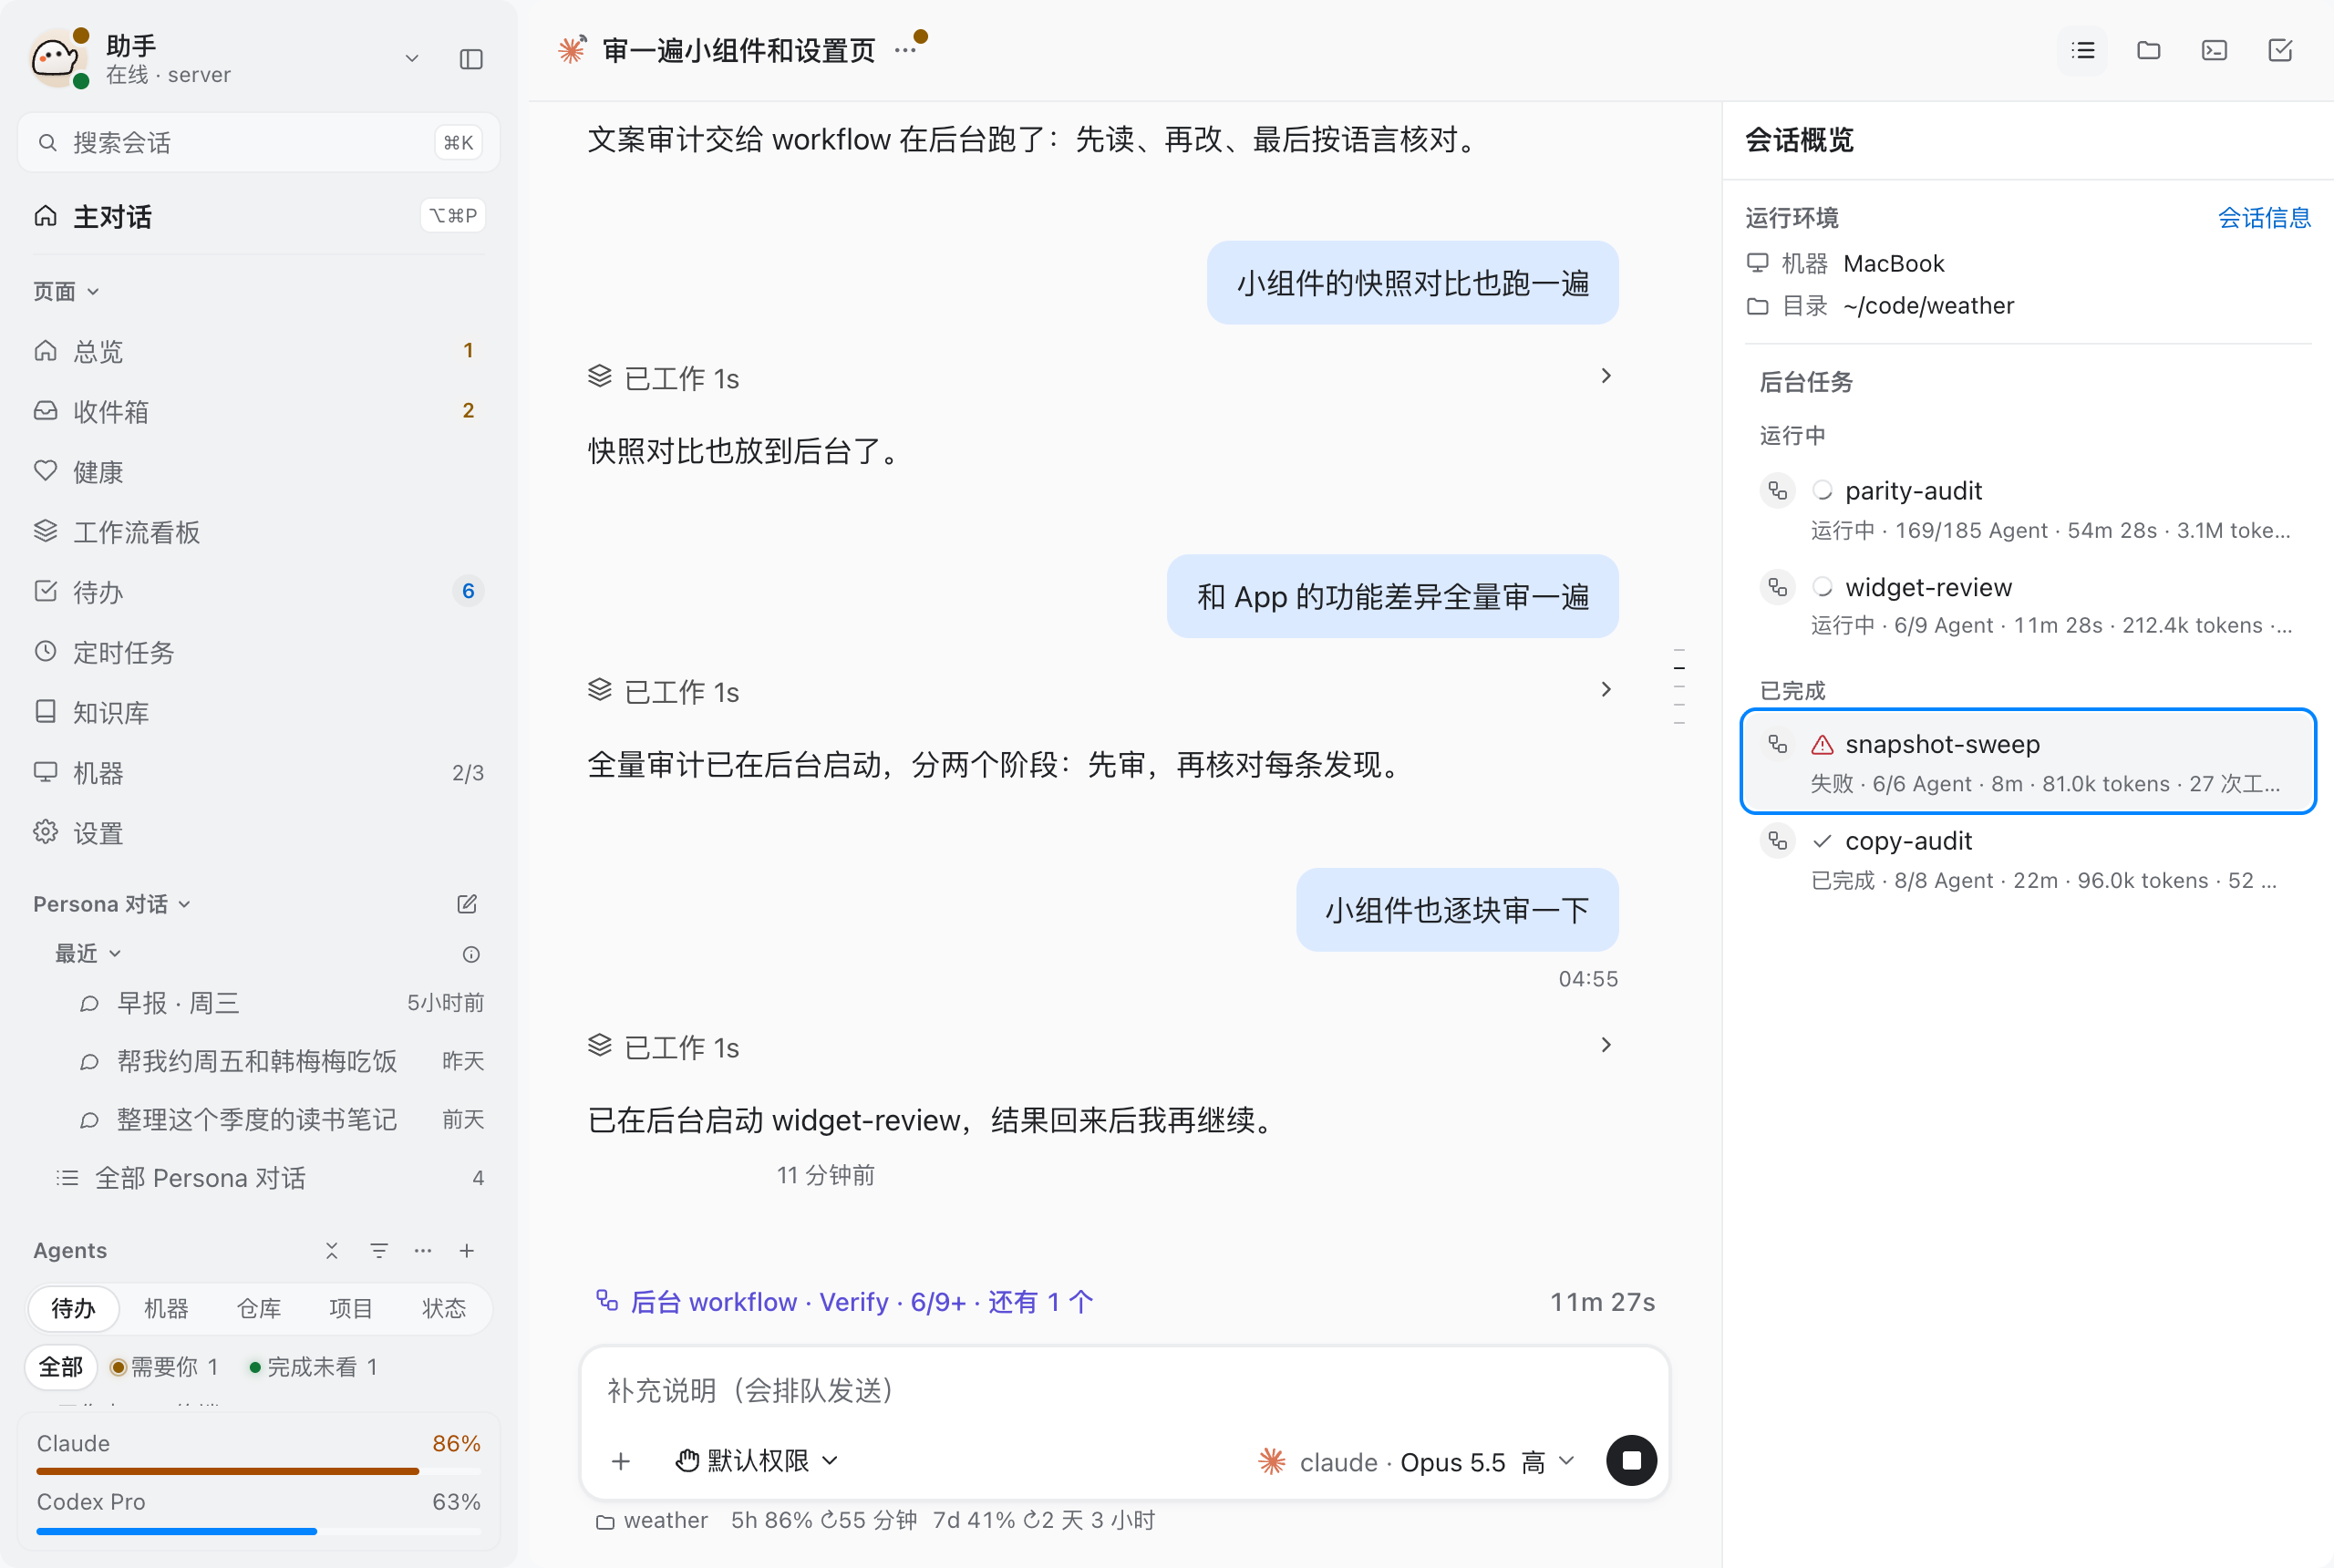 助手
在线 · server
搜索会话 ⌘K
主对话 ⌥⌘P
页面
总览 1
收件箱 2
健康
工作流看板
待办 6
定时任务
知识库
机器 2/3
设置
Persona 对话
最近
早报 · 周三 5小时前
帮我约周五和韩梅梅吃饭 昨天
整理这个季度的读书笔记 前天
全部 Persona 对话 4
Agents
待办 机器 仓库 项目 状态
全部 需要你 1 完成未看 1
Claude 86%
Codex Pro 63%
审一遍小组件和设置页 ···
文案审计交给 workflow 在后台跑了：先读、再改、最后按语言核对。
小组件的快照对比也跑一遍
已工作 1s
快照对比也放到后台了。
和 App 的功能差异全量审一遍
已工作 1s
全量审计已在后台启动，分两个阶段：先审，再核对每条发现。
小组件也逐块审一下
04:55
已工作 1s
已在后台启动 widget-review，结果回来后我再继续。
11 分钟前
后台 workflow · Verify · 6/9+ · 还有 1 个 11m 27s
补充说明（会排队发送）
默认权限 claude · Opus 5.5 高
weather 5h 86% ↻55 分钟 7d 41% ↻2 天 3 小时
会话概览
运行环境 会话信息
机器 MacBook
目录 ~/code/weather
后台任务
运行中
parity-audit
运行中 · 169/185 Agent · 54m 28s · 3.1M toke...
widget-review
运行中 · 6/9 Agent · 11m 28s · 212.4k tokens ·...
已完成
snapshot-sweep
失败 · 6/6 Agent · 8m · 81.0k tokens · 27 次工...
copy-audit
已完成 · 8/8 Agent · 22m · 96.0k tokens · 52 ...